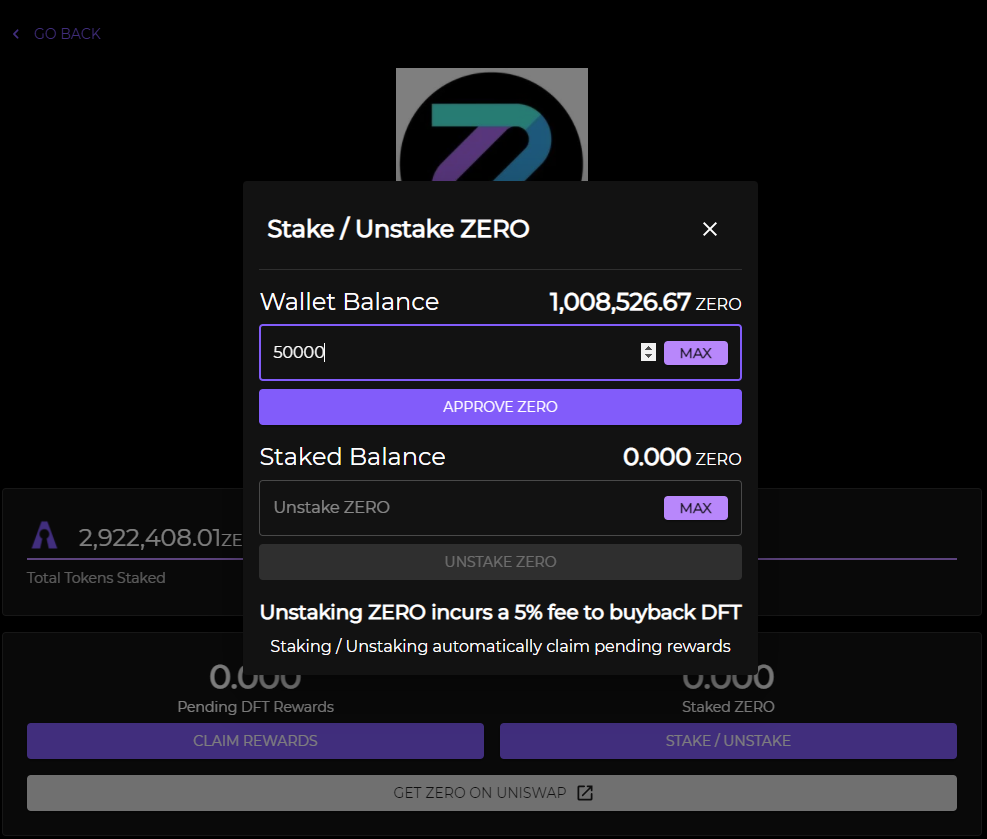 GO BACK
Stake / Unstake ZERO
Wallet Balance 1,008,526.67 ZERO
50000 MAX
APPROVE ZERO
Staked Balance 0.000 ZERO
Unstake ZERO MAX
UNSTAKE ZERO
Unstaking ZERO incurs a 5% fee to buyback DFT
Staking / Unstaking automatically claim pending rewards
2,922,408.01ZE
Total Tokens Staked
0.000 0.000
Pending DFT Rewards Staked ZERO
CLAIM REWARDS STAKE / UNSTAKE
GET ZERO ON UNISWAP